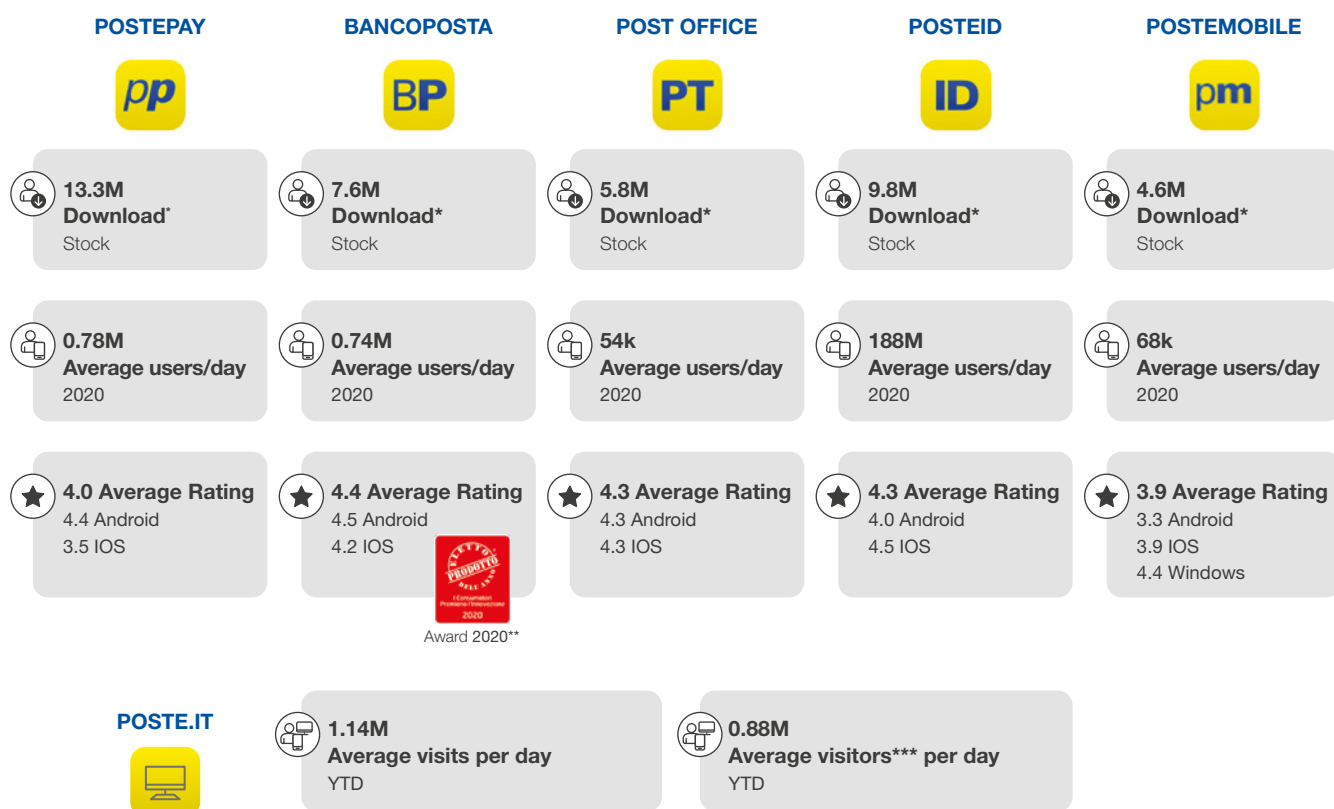 POSTEPAY
BANCOPOSTA
POST OFFICE
POSTEID
POSTEMOBILE
pp
BP
PT
ID
pm
13.3M
Download*
Stock
7.6M
Download*
Stock
5.8M
Download*
Stock
9.8M
Download*
Stock
4.6M
Download*
Stock
0.78M
Average users/day
2020
0.74M
Average users/day
2020
54k
Average users/day
2020
188M
Average users/day
2020
68k
Average users/day
2020
4.0 Average Rating
4.4 Android
3.5 IOS
4.4 Average Rating
4.5 Android
4.2 IOS
ELETTO
PRODOTTO
DELL'ANNO
I Consumatori
Premiano l'Innovazione
2020
Award 2020**
4.3 Average Rating
4.3 Android
4.3 IOS
4.3 Average Rating
4.0 Android
4.5 IOS
3.9 Average Rating
3.3 Android
3.9 IOS
4.4 Windows
POSTE.IT
1.14M
Average visits per day
YTD
0.88M
Average visitors*** per day
YTD